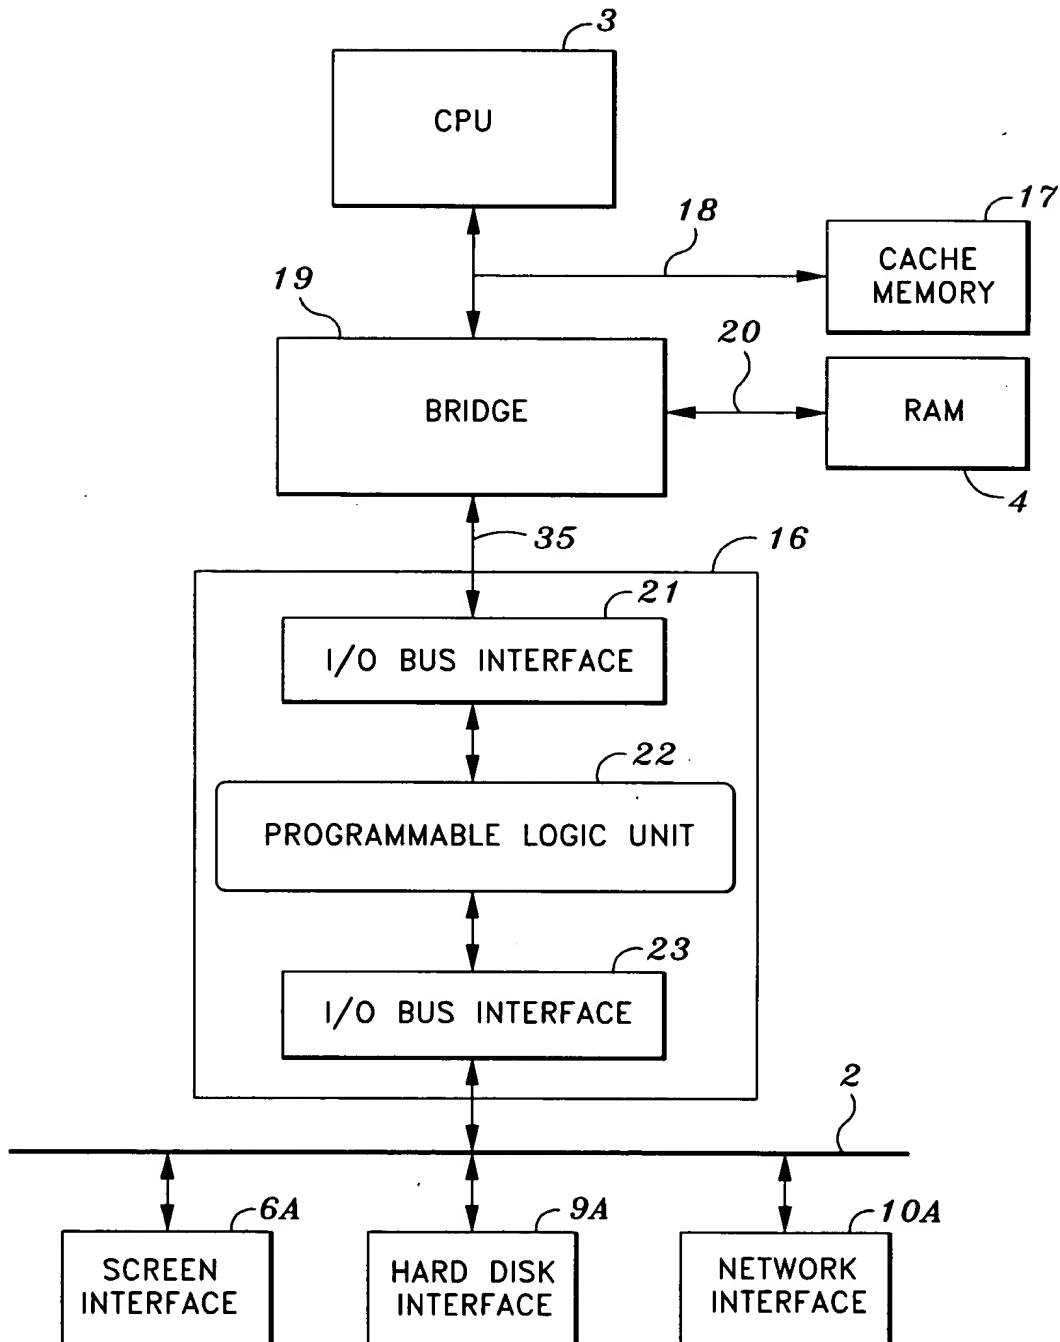 3
CPU
18
17
CACHE
MEMORY
19
20
BRIDGE
RAM
4
35
16
21
I/O BUS INTERFACE
22
PROGRAMMABLE LOGIC UNIT
23
I/O BUS INTERFACE
2
6A
9A
10A
SCREEN
INTERFACE
HARD DISK
INTERFACE
NETWORK
INTERFACE